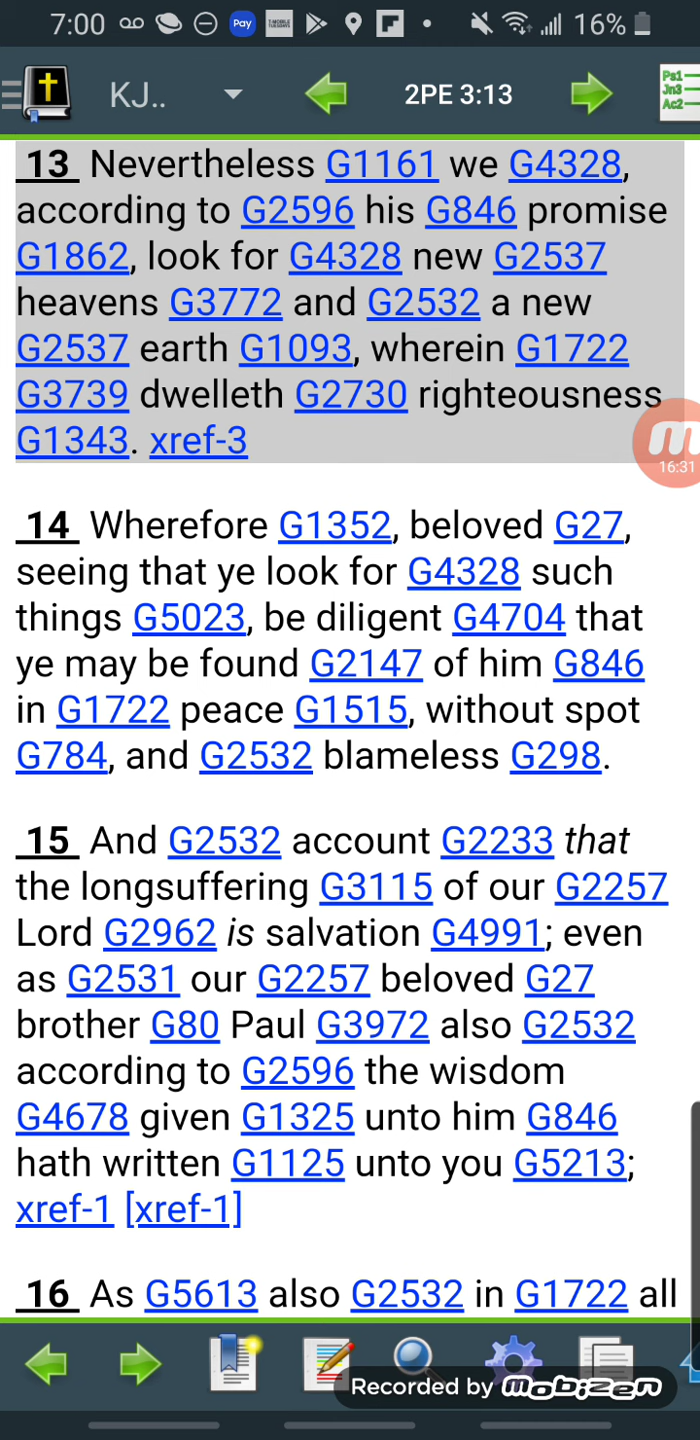 7:00 Pay T-MOBILE TUESDAYS 16%
KJ.. 2PE 3:13 Ps1 Jn3 Ac2
13 Nevertheless G1161 we G4328,
according to G2596 his G846 promise
G1862, look for G4328 new G2537
heavens G3772 and G2532 a new
G2537 earth G1093, wherein G1722
G3739 dwelleth G2730 righteousness
G1343. xref-3
16:31
14 Wherefore G1352, beloved G27,
seeing that ye look for G4328 such
things G5023, be diligent G4704 that
ye may be found G2147 of him G846
in G1722 peace G1515, without spot
G784, and G2532 blameless G298.
15 And G2532 account G2233 that
the longsuffering G3115 of our G2257
Lord G2962 is salvation G4991; even
as G2531 our G2257 beloved G27
brother G80 Paul G3972 also G2532
according to G2596 the wisdom
G4678 given G1325 unto him G846
hath written G1125 unto you G5213;
xref-1 [xref-1]
16 As G5613 also G2532 in G1722 all
Recorded by mobizen